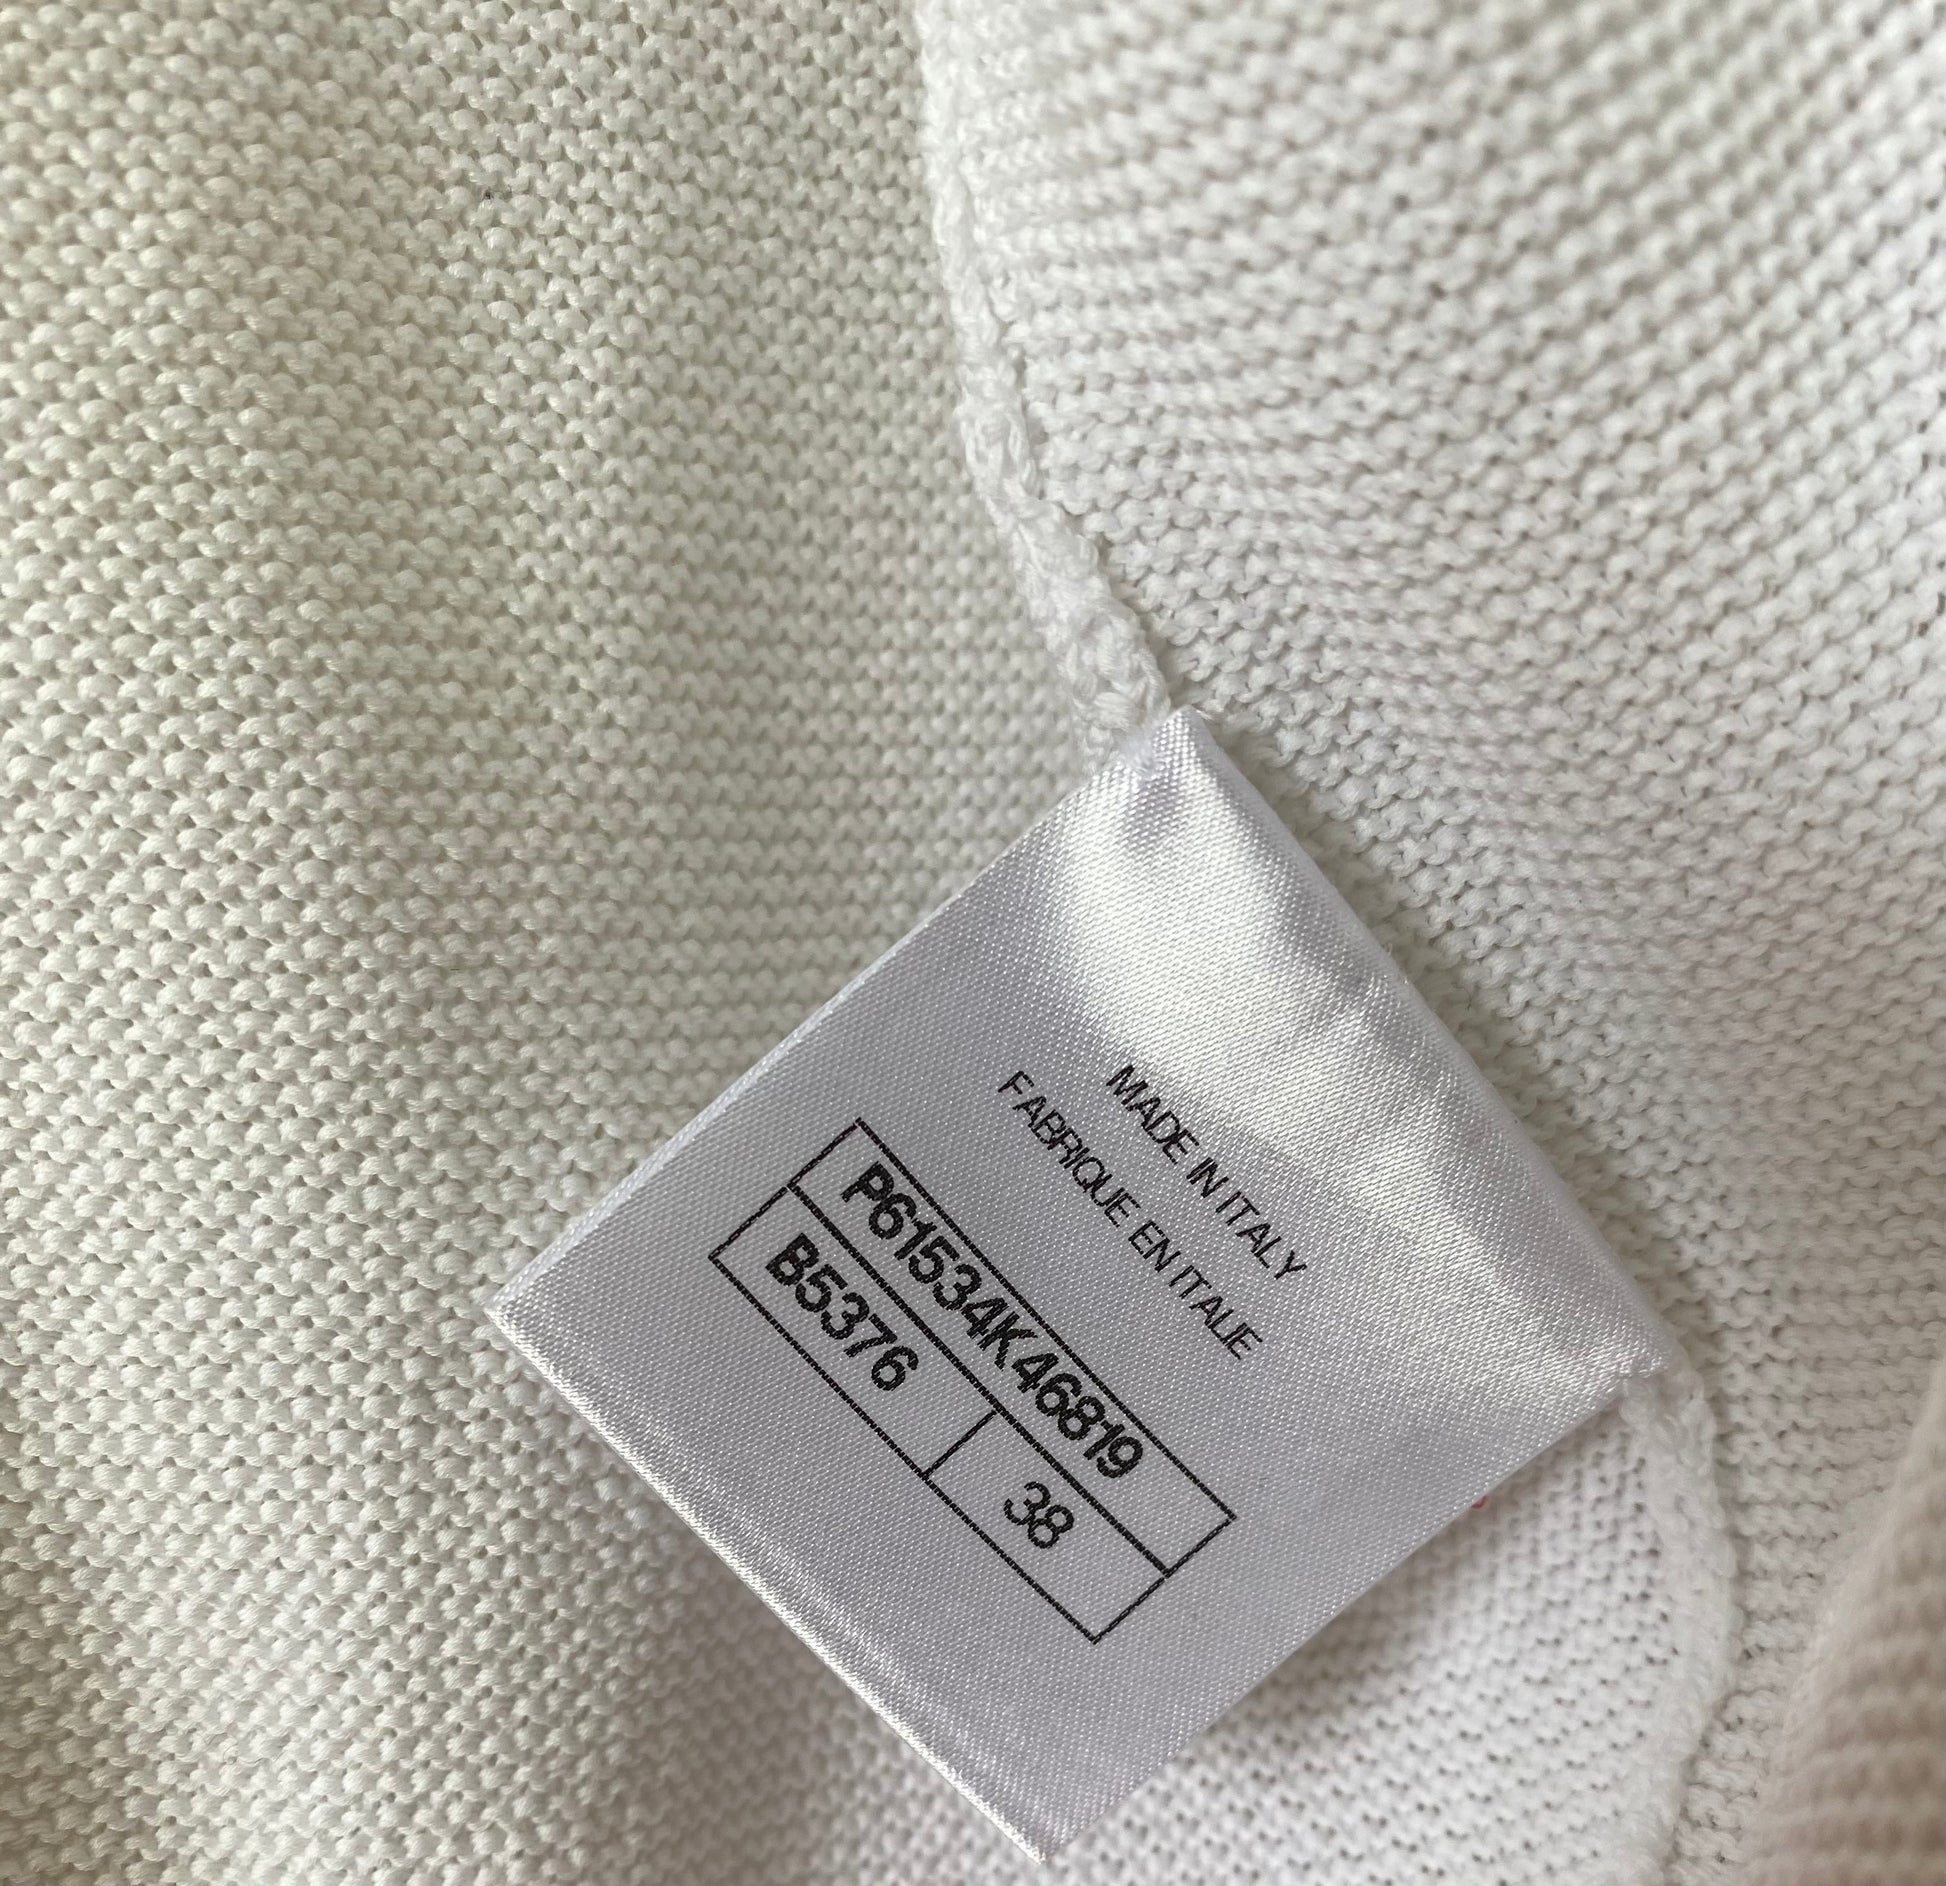 MADE IN ITALY
FABRIQUE EN ITALIE
P61534K46819
B5376 38